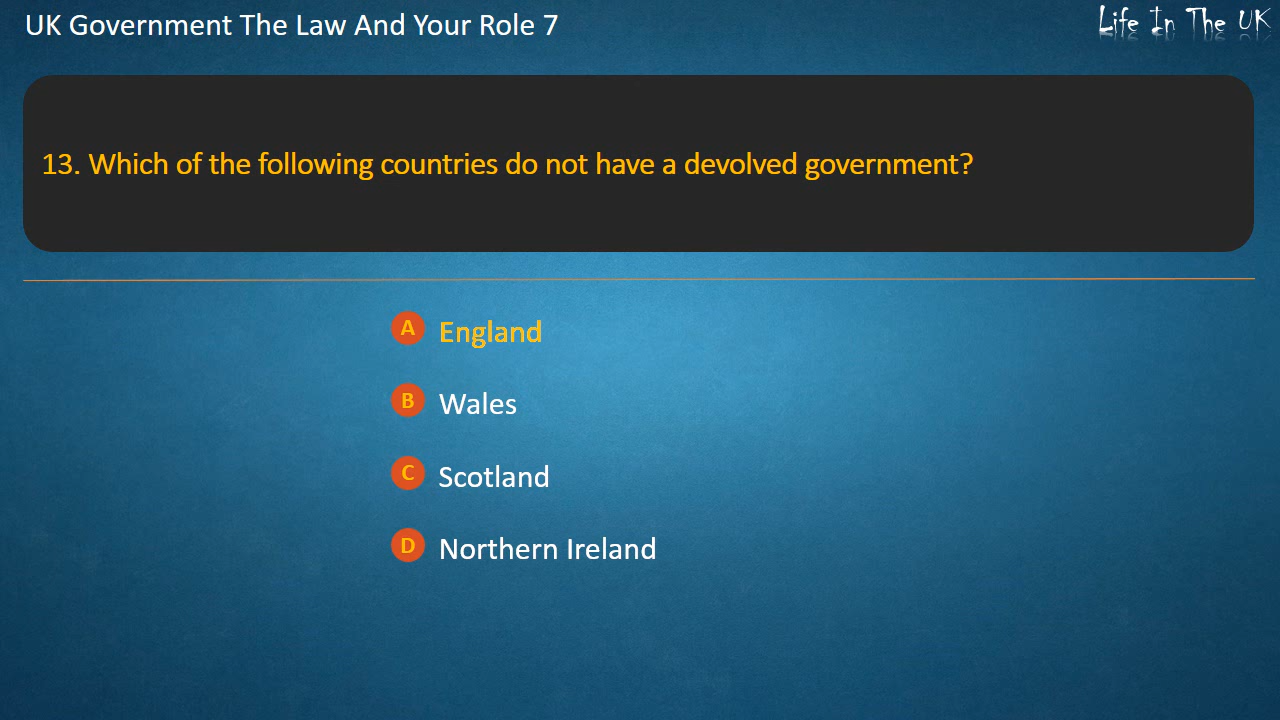 UK Government The Law And Your Role 7
Life In The UK
13. Which of the following countries do not have a devolved government?
A England
B Wales
C Scotland
D Northern Ireland